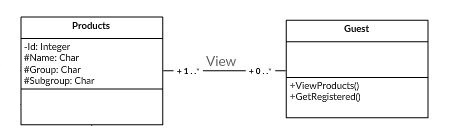 Products
-Id: Integer
#Name: Char
#Group: Char
#Subgroup: Char
+1..*
View
+0..*
Guest
+ViewProducts()
+GetRegistered()